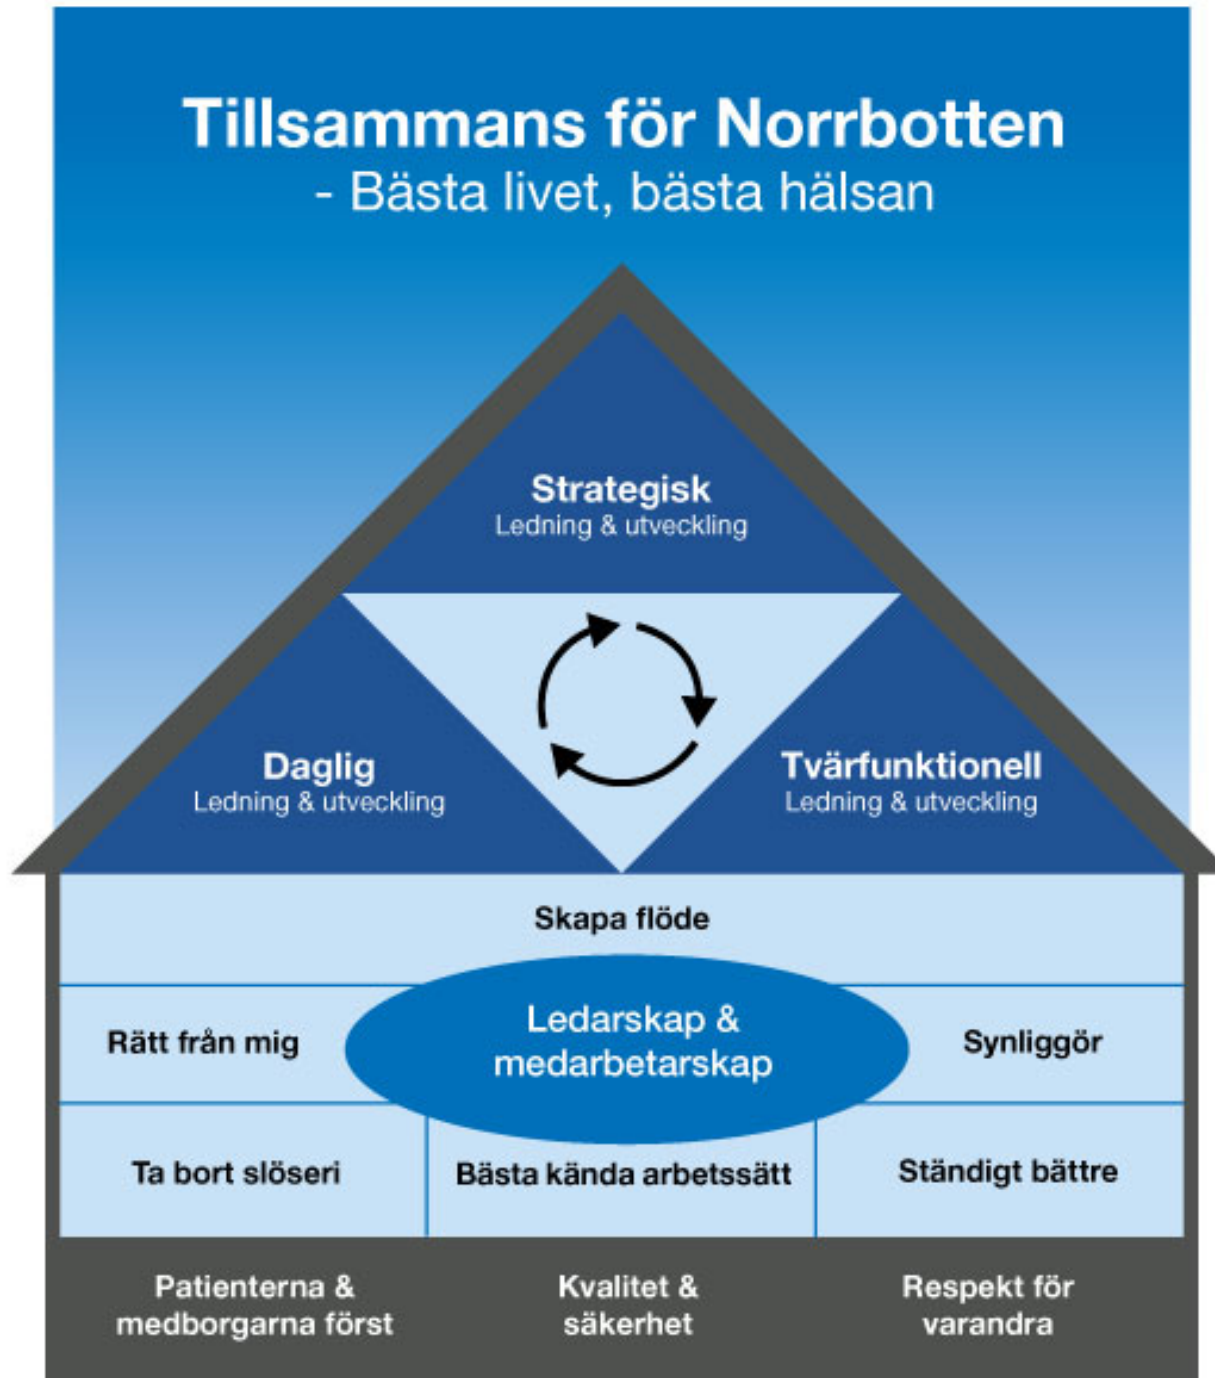 Tillsammans för Norrbotten
- Bästa livet, bästa hälsan
Strategisk
Ledning & utveckling
Daglig
Ledning & utveckling
Tvärfunktionell
Ledning & utveckling
Skapa flöde
Rätt från mig
Ledarskap &
medarbetarskap
Synliggör
Ta bort slöseri
Bästa kända arbetssätt
Ständigt bättre
Patienterna &
medborgarna först
Kvalitet &
säkerhet
Respekt för
varandra